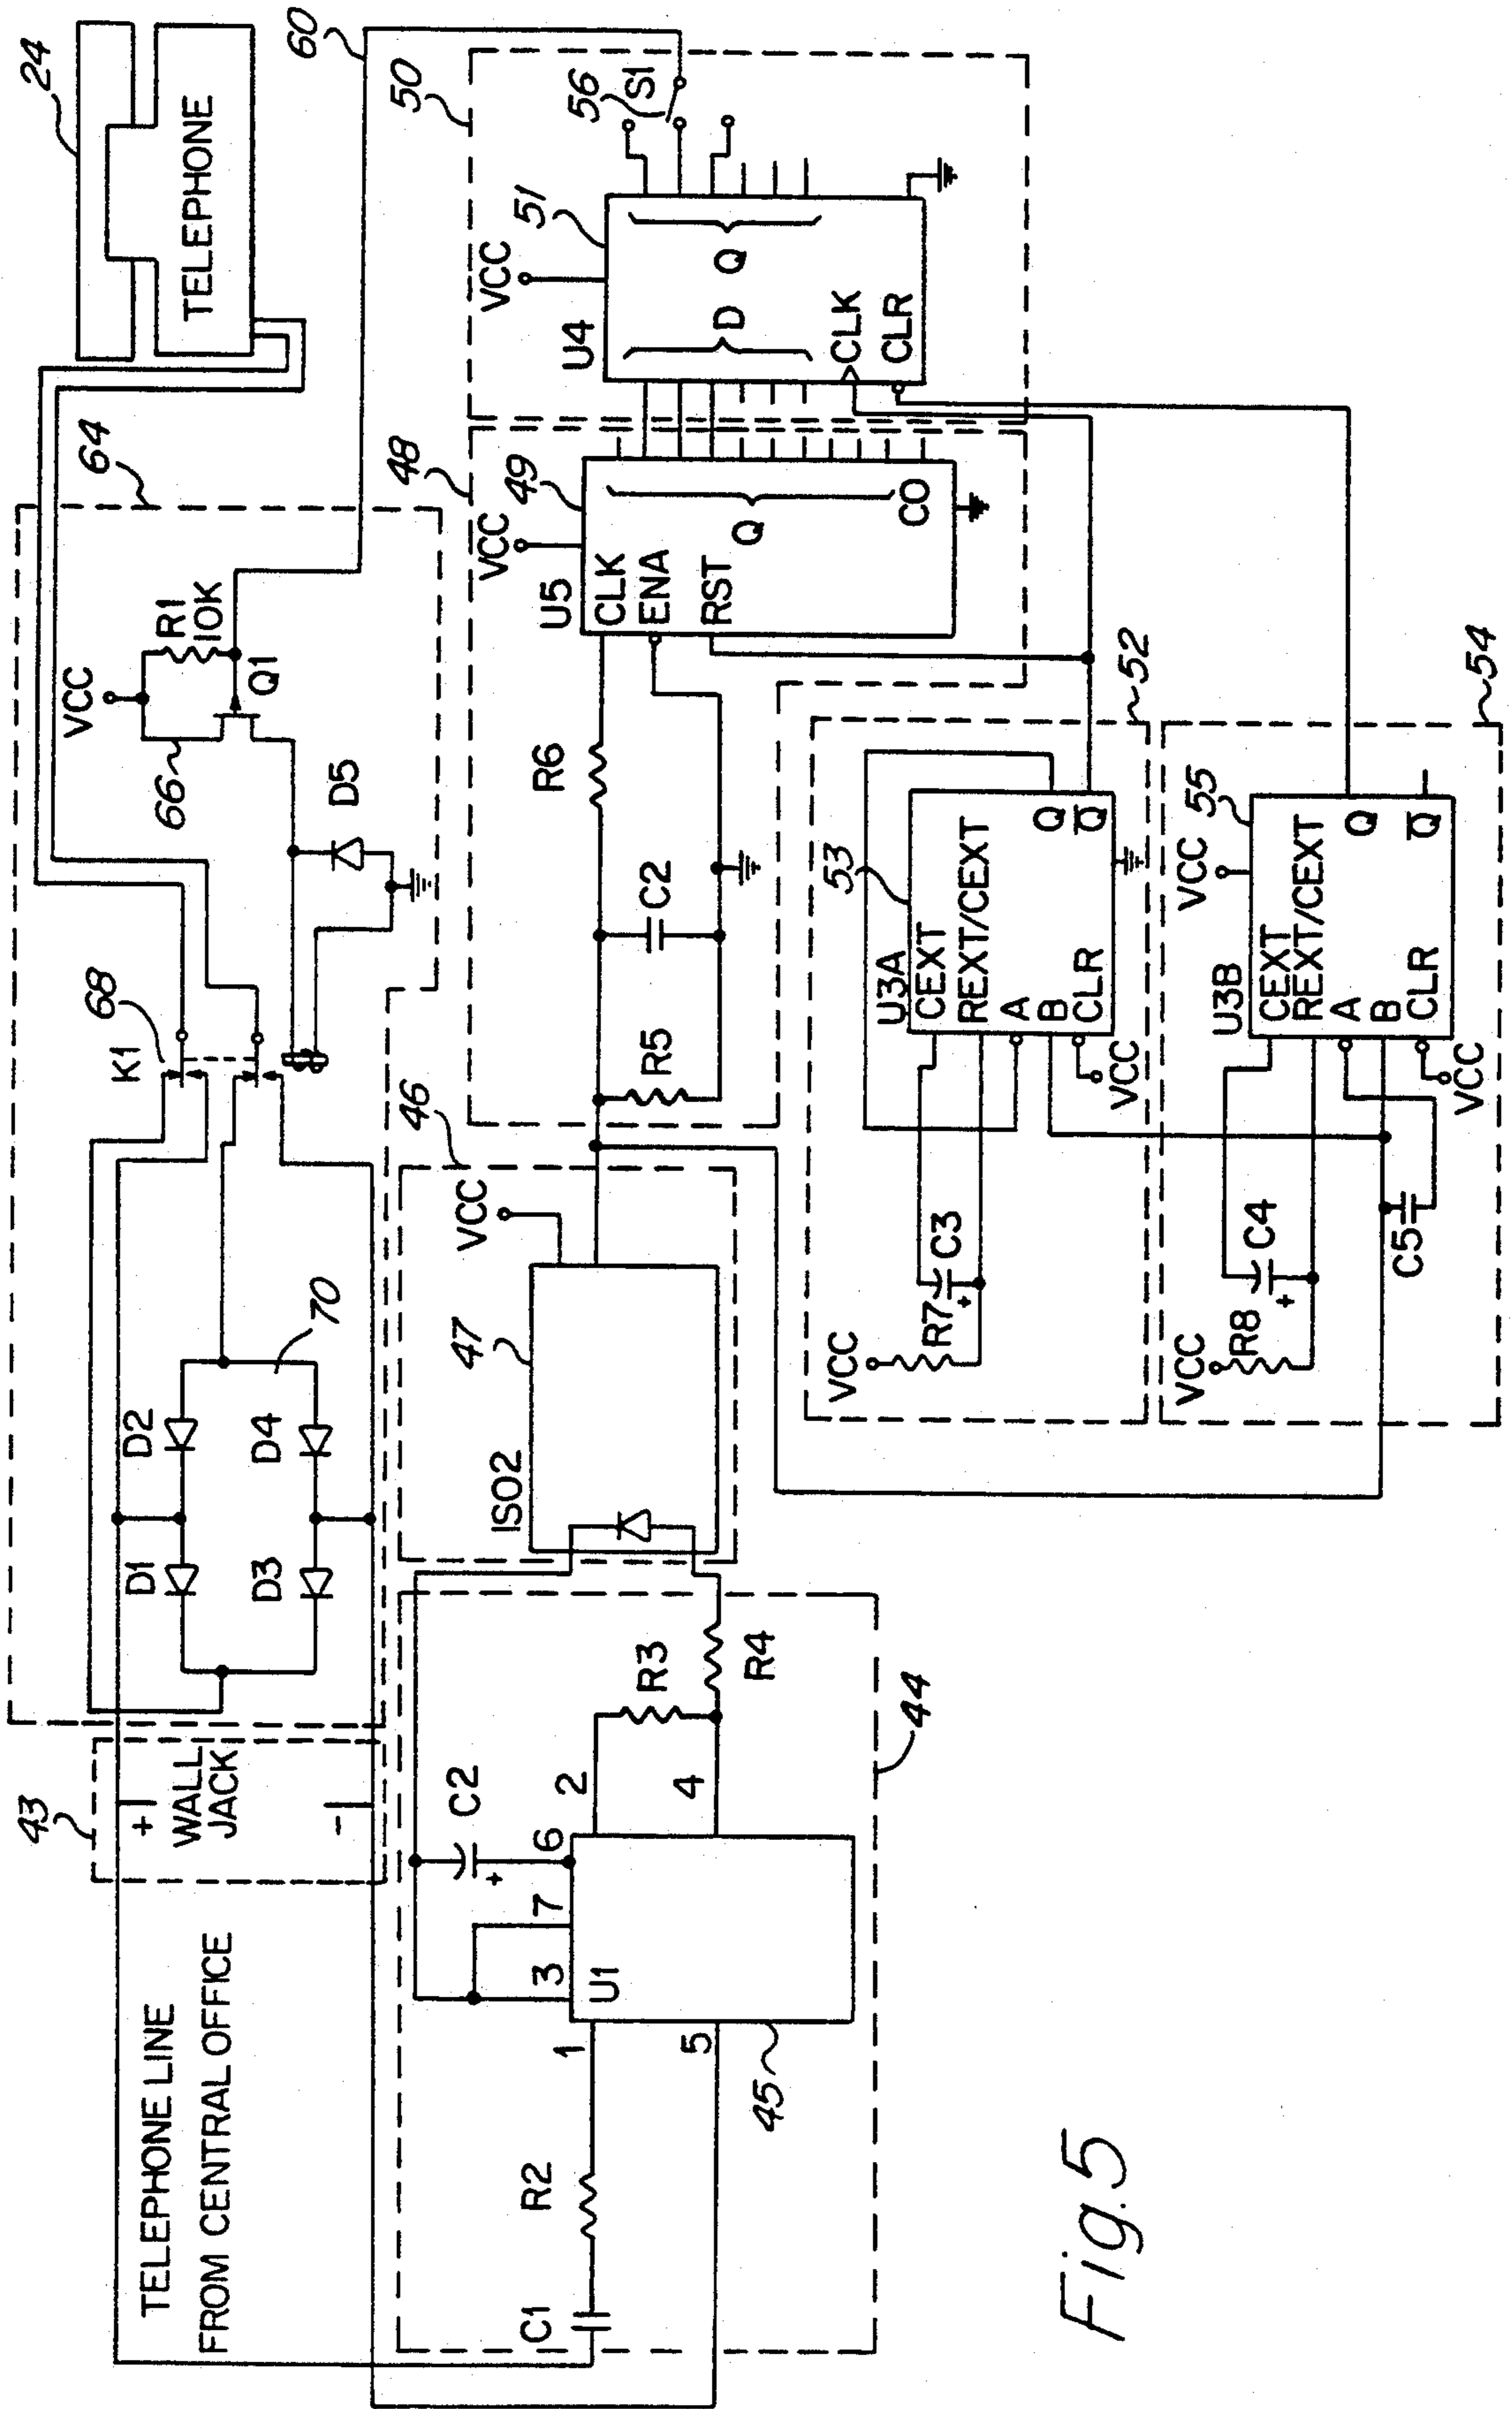 TELEPHONE LINE
FROM CENTRAL OFFICE
43
+
WALL
JACK
-
D1
D2
D3
D4
70
K1
68
64
VCC
R1
10K
Q1
66
D5
24
TELEPHONE
60
44
C1
R2
1
5
U1
3
7
6
2
4
45
+
C2
R3
R4
46
ISO2
47
VCC
48
R5
C2
R6
VCC
49
U5
CLK
ENA
RST
Q
CO
50
VCC
51
U4
D
Q
CLK
CLR
56
S1
52
VCC
R7
+
C3
53
U3A
CEXT
REXT/CEXT
A
B
CLR
VCC
Q
Q
54
VCC
R8
+
C4
C5
VCC
55
U3B
CEXT
REXT/CEXT
A
B
CLR
VCC
Q
Q
Fig.5